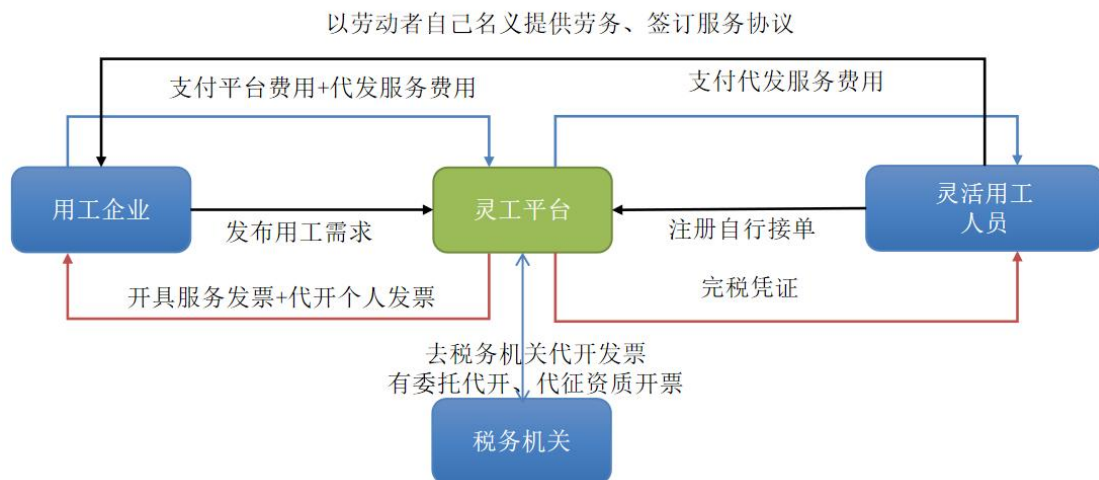 以劳动者自己名义提供劳务、签订服务协议
支付平台费用+代发服务费用
支付代发服务费用
用工企业
灵工平台
灵活用工
人员
发布用工需求
注册自行接单
开具服务发票+代开个人发票
完税凭证
去税务机关代开发票
有委托代开、代征资质开票
税务机关